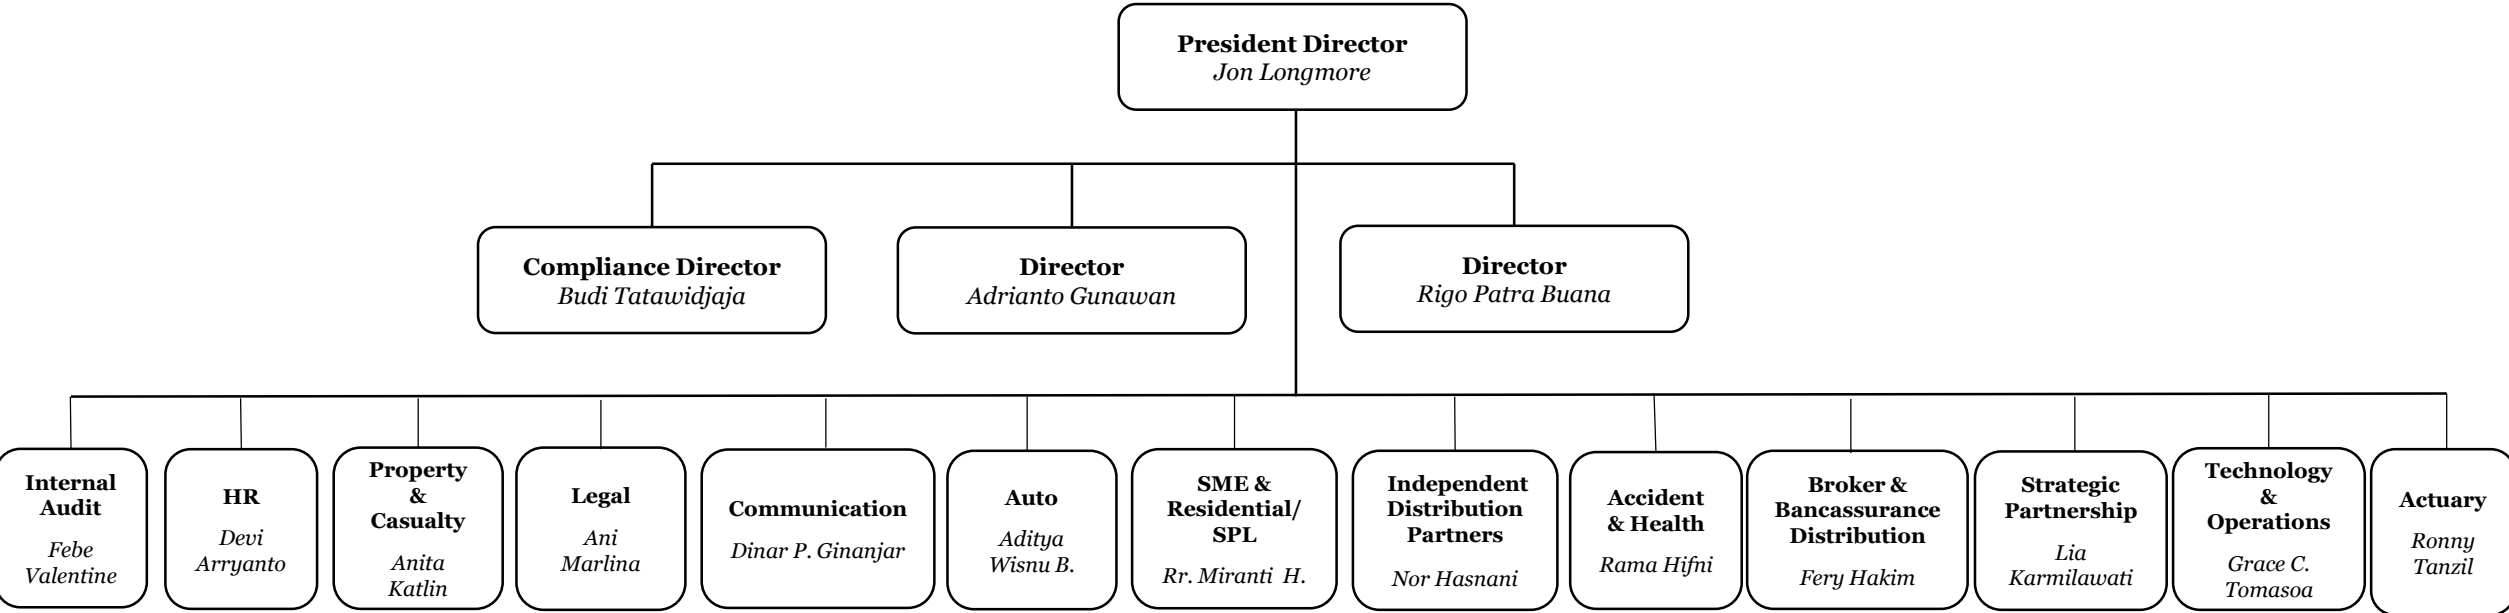 President Director
Jon Longmore
Compliance Director
Budi Tatawidjaja
Director
Adrianto Gunawan
Director
Rigo Patra Buana
Internal
Audit
Febe
Valentine
HR
Devi
Arryanto
Property
&
Casualty
Anita
Katlin
Legal
Ani
Marlina
Communication
Dinar P. Ginanjar
Auto
Aditya
Wisnu B.
SME &
Residential/
SPL
Rr. Miranti H.
Independent
Distribution
Partners
Nor Hasnani
Accident
& Health
Rama Hifni
Broker &
Bancassurance
Distribution
Fery Hakim
Strategic
Partnership
Lia
Karmilawati
Technology
&
Operations
Grace C.
Tomasoa
Actuary
Ronny
Tanzil